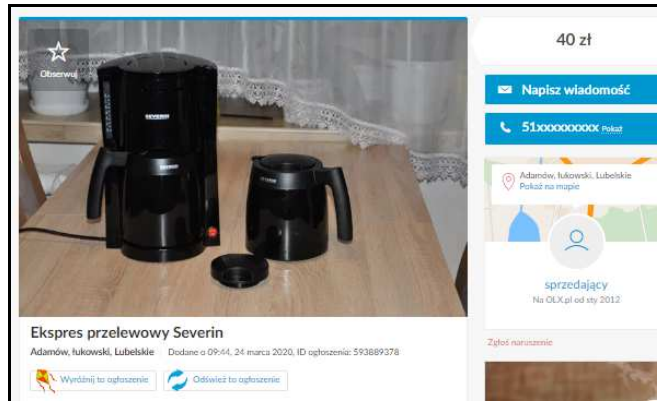 Obserwuj
SEVERIN
SEVERIN
SEVERIN
40 zł
Napisz wiadomość
51xxxxxxxxx Pokaż
Adamów, łukowski, Lubelskie
Pokaż na mapie
sprzedający
Na OLX.pl od sty 2012
Zgłoś naruszenie
Ekspres przelewowy Severin
Adamów, łukowski, Lubelskie Dodane o 09:44, 24 marca 2020, ID ogłoszenia: 593889378
Wyróżnij to ogłoszenie
Odśwież to ogłoszenie